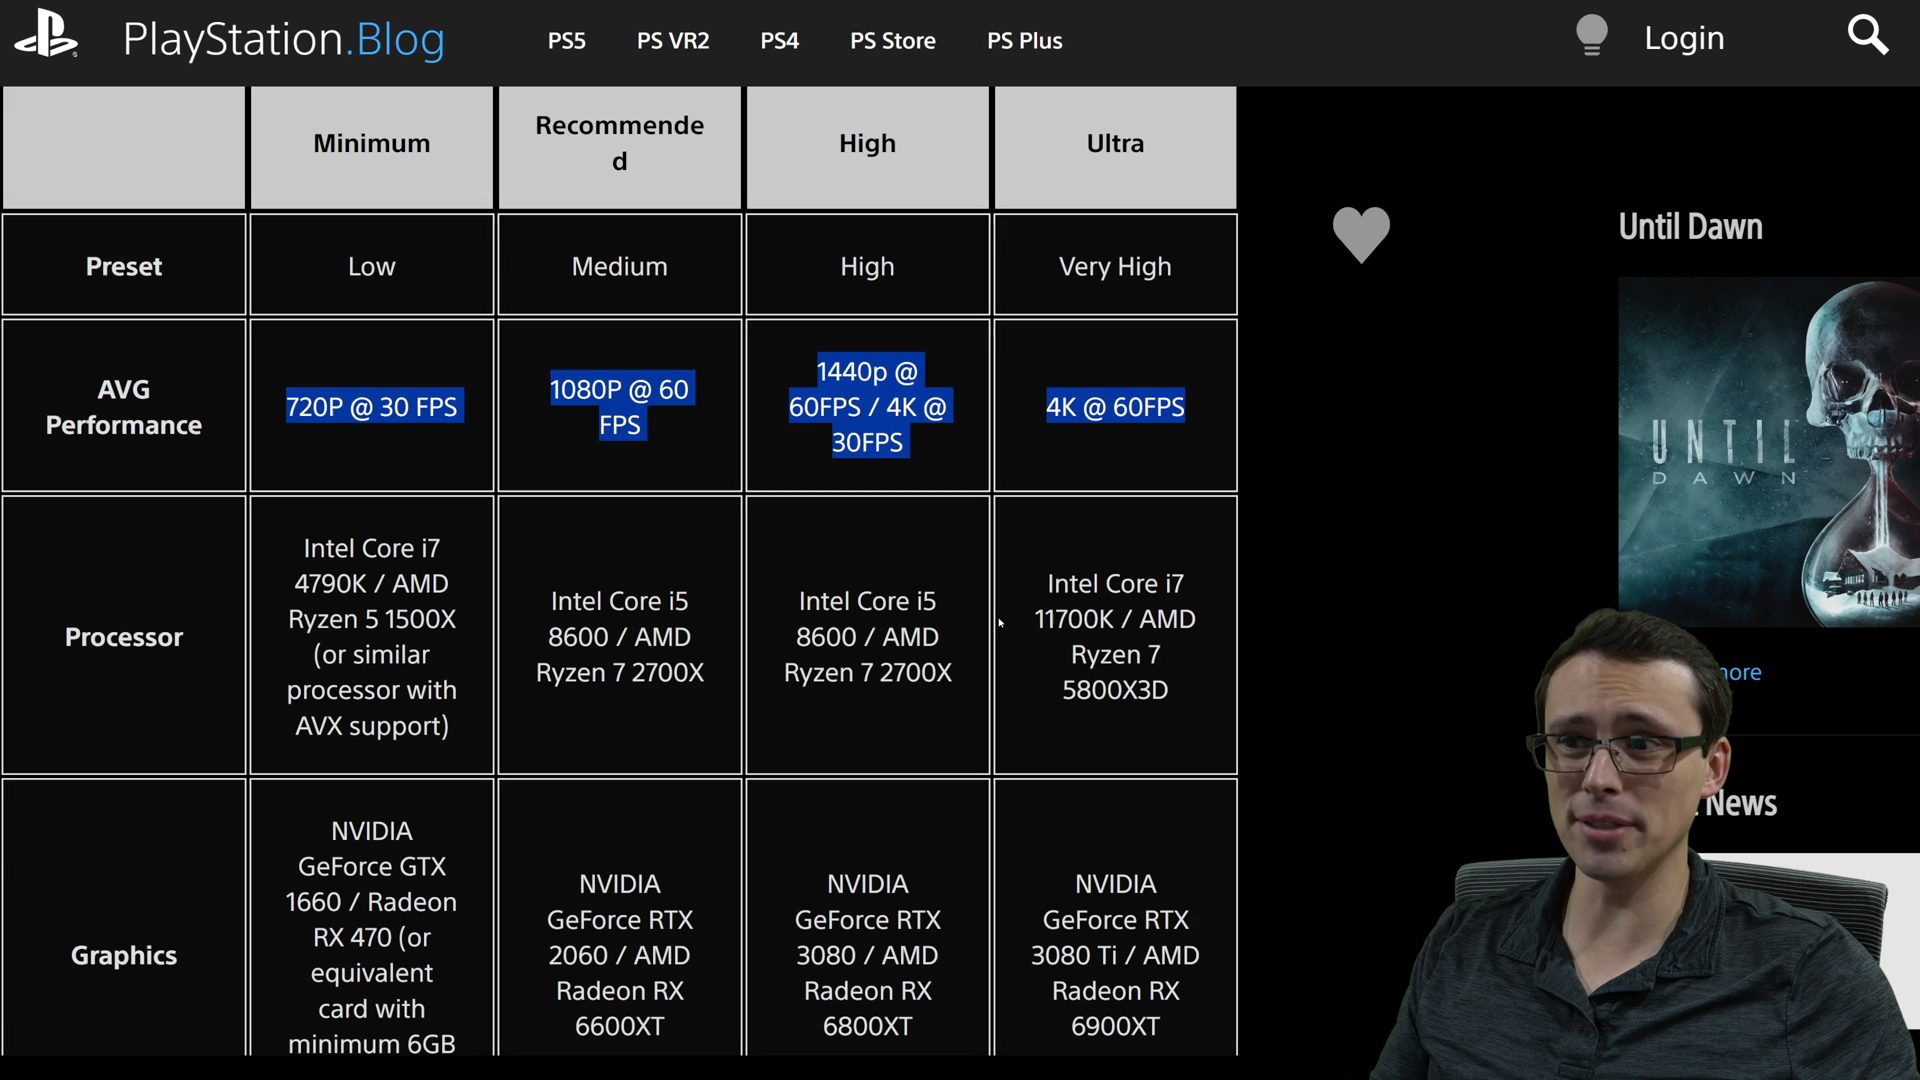 PlayStation.Blog
PS5
PS VR2
PS4
PS Store
PS Plus
Login
Minimum
Recommende
d
High
Ultra
Preset
Low
Medium
High
Very High
AVG
Performance
720P @ 30 FPS
1080P @ 60
FPS
1440p @
60FPS / 4K @
30FPS
4K @ 60FPS
Processor
Intel Core i7
4790K / AMD
Ryzen 5 1500X
(or similar
processor with
AVX support)
Intel Core i5
8600 / AMD
Ryzen 7 2700X
Intel Core i5
8600 / AMD
Ryzen 7 2700X
Intel Core i7
11700K / AMD
Ryzen 7
5800X3D
Graphics
NVIDIA
GeForce GTX
1660 / Radeon
RX 470 (or
equivalent
card with
minimum 6GB
NVIDIA
GeForce RTX
2060 / AMD
Radeon RX
6600XT
NVIDIA
GeForce RTX
3080 / AMD
Radeon RX
6800XT
NVIDIA
GeForce RTX
3080 Ti / AMD
Radeon RX
6900XT
Until Dawn
UNTIL
DAWN
News